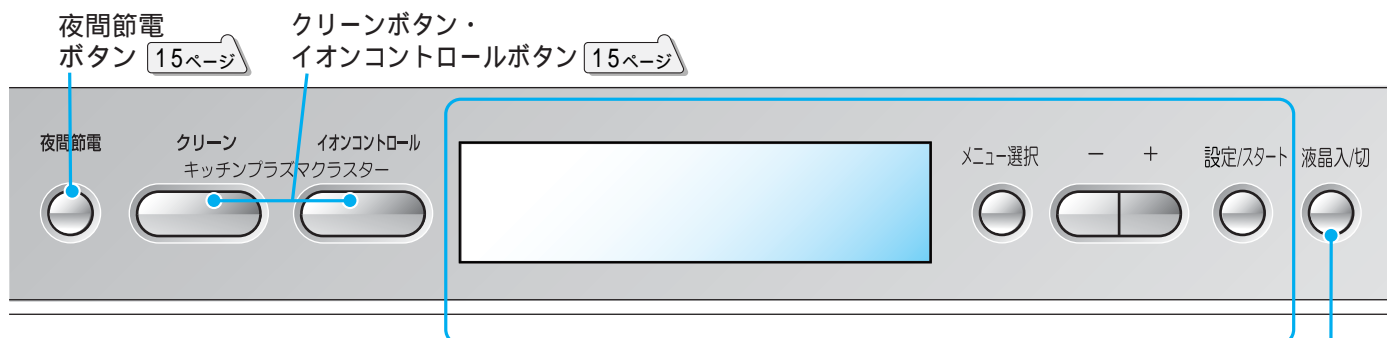 夜間節電
ボタン 15ページ
クリーンボタン・
イオンコントロールボタン 15ページ
夜間節電
クリーン
イオンコントロール
キッチンプラズマクラスター
メニュー選択
− +
設定/スタート
液晶入/切